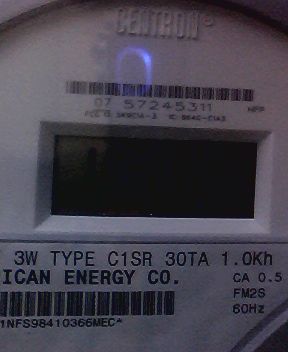 CENTRON®
07 57245311
3W TYPE C1SR 30TA 1.0Kh
ICAN ENERGY CO.
CA 0.5
FM2S
60Hz
1NFS98410366MEC*